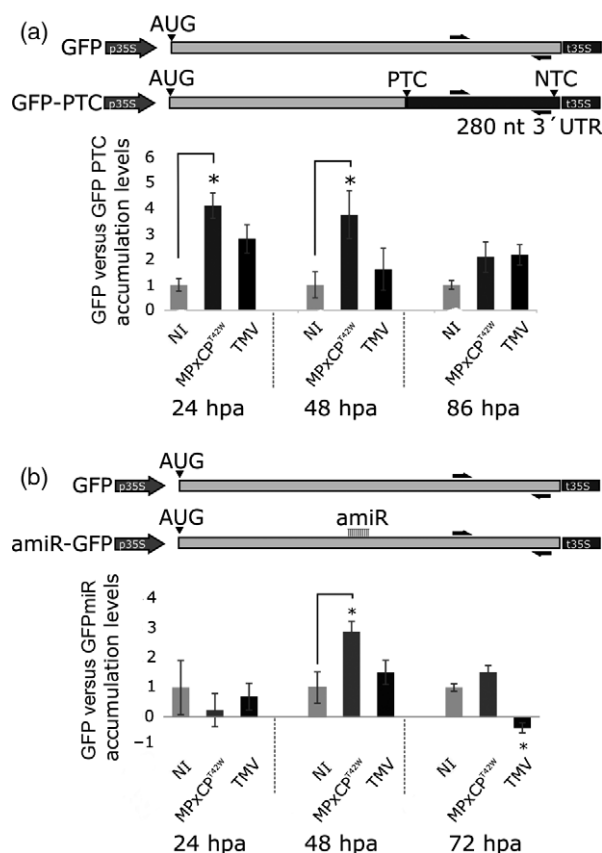 (a)
AUG
GFP p35S t35S
AUG PTC NTC
GFP-PTC p35S t35S
280 nt 3´UTR
GFP versus GFP PTC
accumulation levels
6
5
4
3
2
1
0
* *
NI MPxCP^T42W TMV NI MPxCP^T42W TMV NI MPxCP^T42W TMV
24 hpa 48 hpa 86 hpa
(b)
AUG
GFP p35S t35S
AUG amiR
amiR-GFP p35S t35S
GFP versus GFPmiR
accumulation levels
4
3
2
1
0
−1
* *
NI MPxCP^T42W TMV NI MPxCP^T42W TMV NI MPxCP^T42W TMV
24 hpa 48 hpa 72 hpa